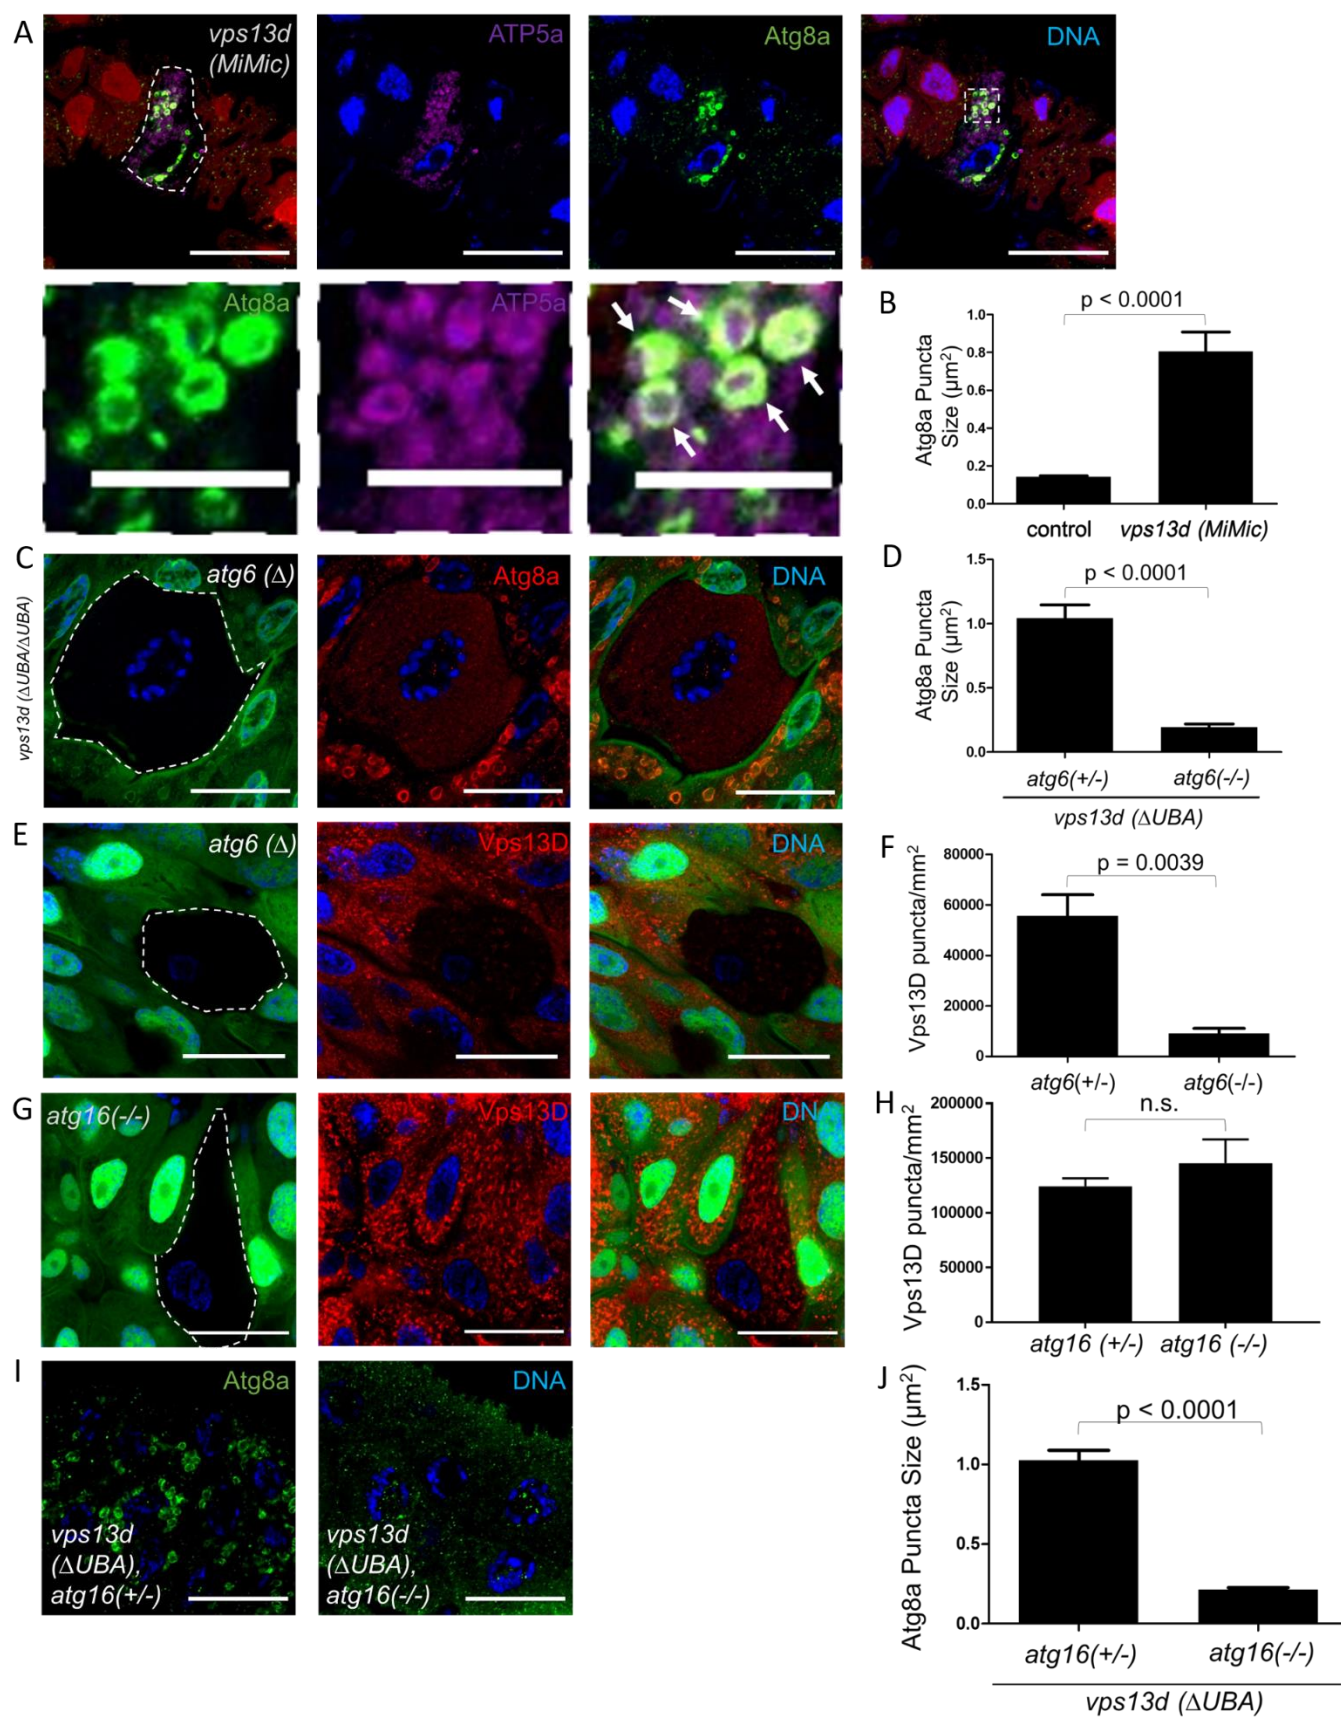 A
vps13d
(MiMic)
ATP5a
Atg8a
DNA
Atg8a
ATP5a
B
p < 0.0001
1.0
0.8
0.6
0.4
0.2
0.0
Atg8a Puncta
Size (µm²)
control
vps13d (MiMic)
C
vps13d (ΔUBA/ΔUBA)
atg6 (Δ)
Atg8a
DNA
D
p < 0.0001
1.5
1.0
0.5
0.0
Atg8a Puncta
Size (µm²)
atg6(+/-)
atg6(-/-)
vps13d (ΔUBA)
E
atg6 (Δ)
Vps13D
DNA
F
p = 0.0039
80000
60000
40000
20000
0
Vps13D puncta/mm²
atg6(+/-)
atg6(-/-)
G
atg16(-/-)
Vps13D
DNA
H
n.s.
200000
150000
100000
50000
0
Vps13D puncta/mm²
atg16 (+/-)
atg16 (-/-)
I
Atg8a
vps13d
(ΔUBA),
atg16(+/-)
DNA
vps13d
(ΔUBA),
atg16(-/-)
J
p < 0.0001
1.5
1.0
0.5
0.0
Atg8a Puncta Size (µm²)
atg16(+/-)
atg16(-/-)
vps13d (ΔUBA)